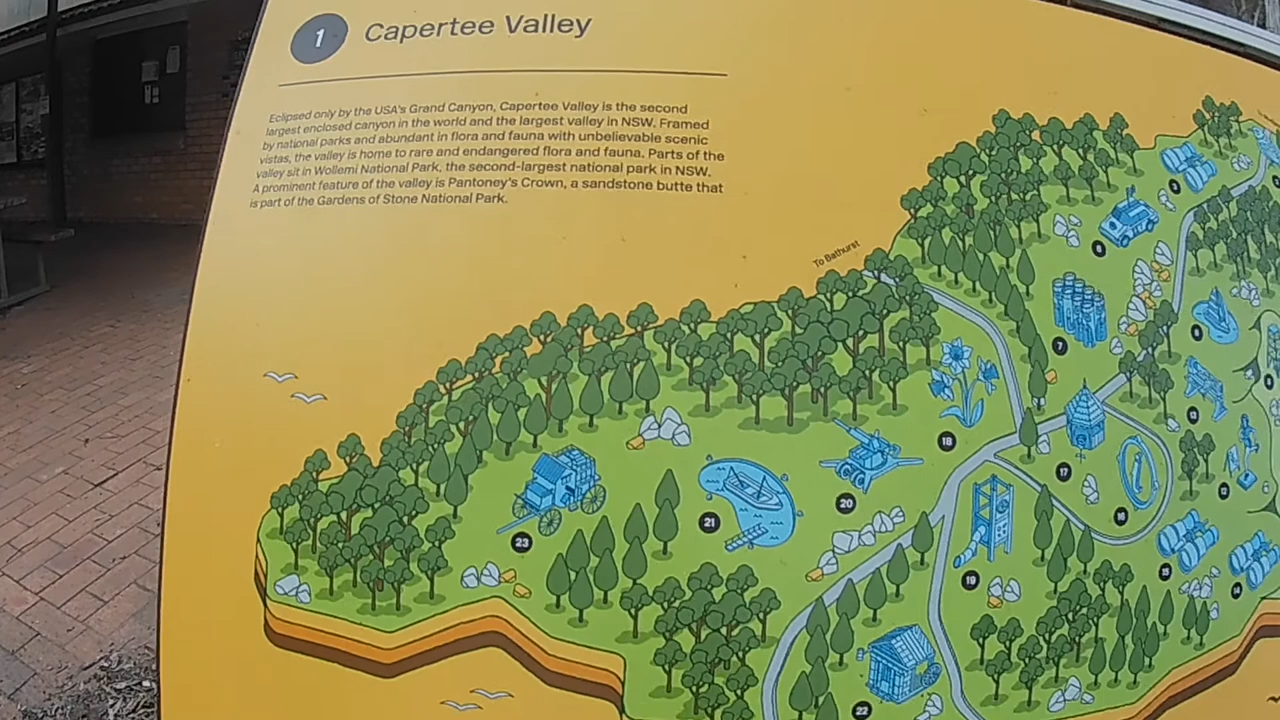 1 Capertee Valley
Eclipsed only by the USA's Grand Canyon, Capertee Valley is the second
largest enclosed canyon in the world and the largest valley in NSW. Framed
by national parks and abundant in flora and fauna with unbelievable scenic
vistas, the valley is home to rare and endangered flora and fauna. Parts of the
valley sit in Wollemi National Park, the second-largest national park in NSW.
A prominent feature of the valley is Pantoney's Crown, a sandstone butte that
is part of the Gardens of Stone National Park.
To Bathurst
7
18
17
16
20
21
23
19
15
14
13
12
22